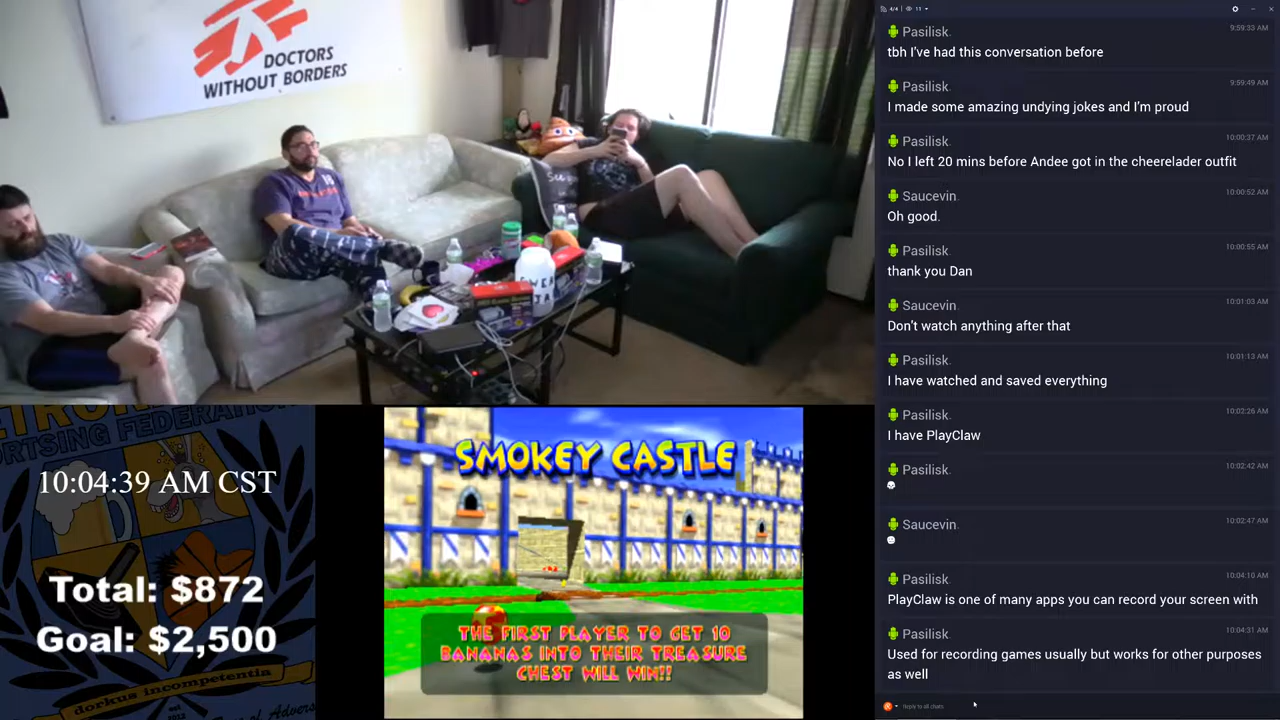 DOCTORS
WITHOUT BORDERS
SMOKEY CASTLE
THE FIRST PLAYER TO GET 10
BANANAS INTO THEIR TREASURE
CHEST WILL WIN!!
10:04:39 AM CST
Total: $872
Goal: $2,500
dorkus incompetentia
4/4 11
Pasilisk. 9:59:33 AM
tbh I've had this conversation before
Pasilisk. 9:59:49 AM
I made some amazing undying jokes and I'm proud
Pasilisk. 10:00:37 AM
No I left 20 mins before Andee got in the cheerelader outfit
Saucevin. 10:00:52 AM
Oh good.
Pasilisk. 10:00:55 AM
thank you Dan
Saucevin. 10:01:03 AM
Don't watch anything after that
Pasilisk. 10:01:13 AM
I have watched and saved everything
Pasilisk. 10:02:26 AM
I have PlayClaw
Pasilisk. 10:02:42 AM
Saucevin. 10:02:47 AM
Pasilisk. 10:04:10 AM
PlayClaw is one of many apps you can record your screen with
Pasilisk. 10:04:31 AM
Used for recording games usually but works for other purposes
as well
Reply to all chats